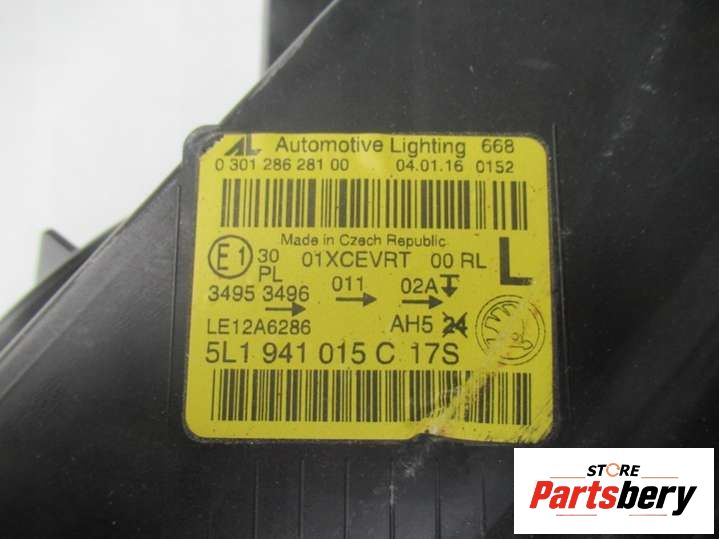 AL Automotive Lighting 668
0 301 286 281 00 04.01.16 0152
Made in Czech Republic
E1 30 01XCEVRT 00 RL L
PL 011 02A
3495 3496
LE12A6286 AH5 24
5L1 941 015 C 17S
STORE
Partsbery